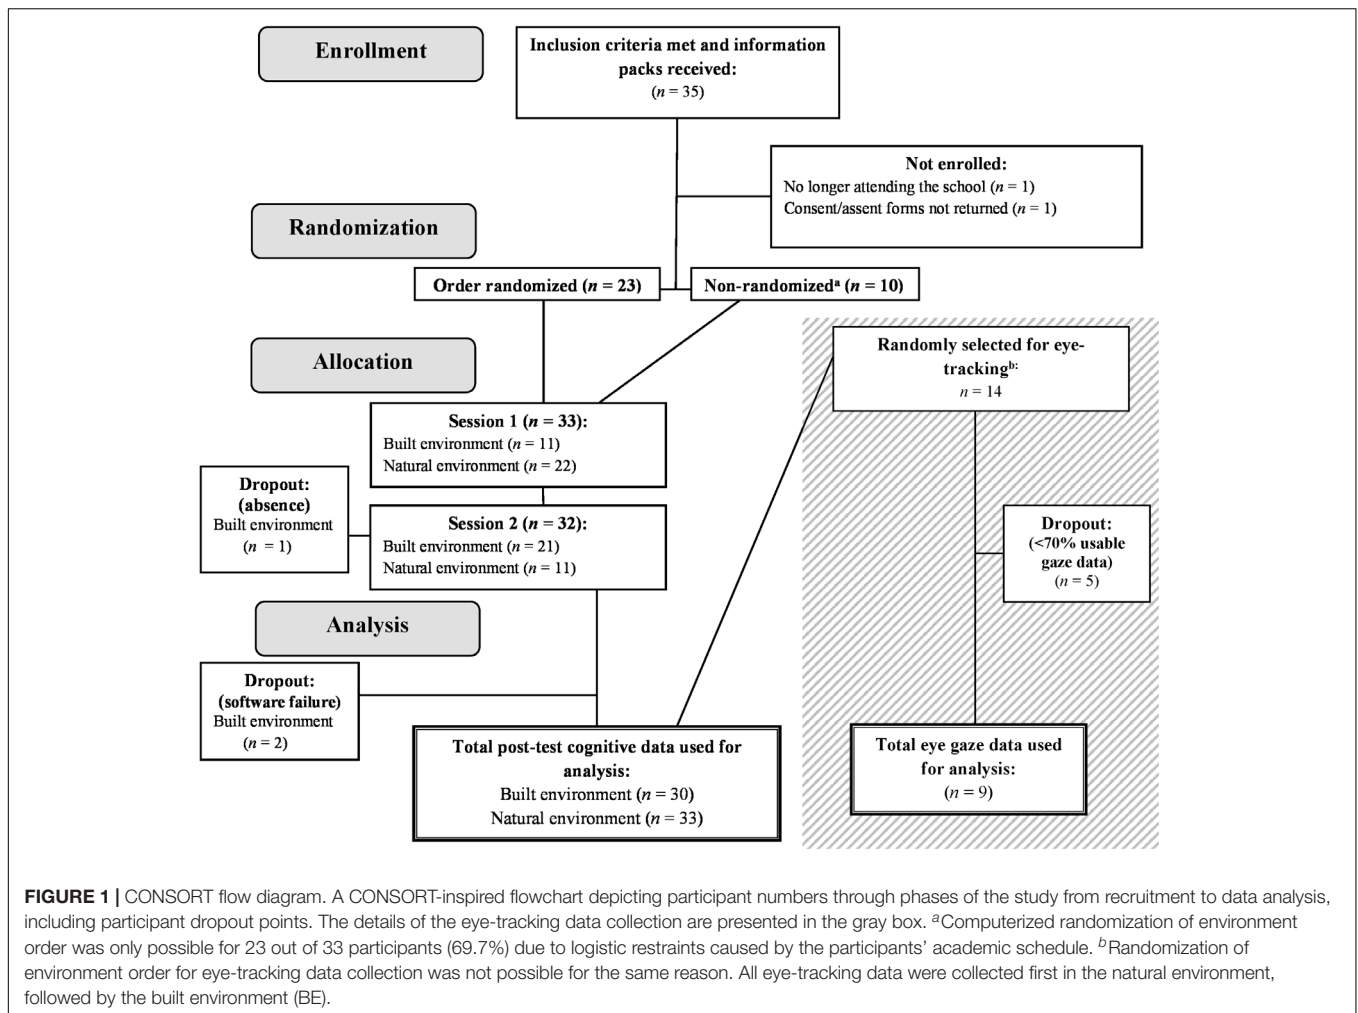 Enrollment
Inclusion criteria met and information
packs received:
(n = 35)
Not enrolled:
No longer attending the school (n = 1)
Consent/assent forms not returned (n = 1)
Randomization
Order randomized (n = 23)
Non-randomizedᵃ (n = 10)
Allocation
Randomly selected for eye-
trackingᵇ:
n = 14
Session 1 (n = 33):
Built environment (n = 11)
Natural environment (n = 22)
Dropout:
(absence)
Built environment
(n = 1)
Session 2 (n = 32):
Built environment (n = 21)
Natural environment (n = 11)
Dropout:
(<70% usable
gaze data)
(n = 5)
Analysis
Dropout:
(software failure)
Built environment
(n = 2)
Total post-test cognitive data used for
analysis:
Built environment (n = 30)
Natural environment (n = 33)
Total eye gaze data used
for analysis:
(n = 9)
FIGURE 1 | CONSORT flow diagram. A CONSORT-inspired flowchart depicting participant numbers through phases of the study from recruitment to data analysis,
including participant dropout points. The details of the eye-tracking data collection are presented in the gray box. ᵃComputerized randomization of environment
order was only possible for 23 out of 33 participants (69.7%) due to logistic restraints caused by the participants' academic schedule. ᵇRandomization of
environment order for eye-tracking data collection was not possible for the same reason. All eye-tracking data were collected first in the natural environment,
followed by the built environment (BE).